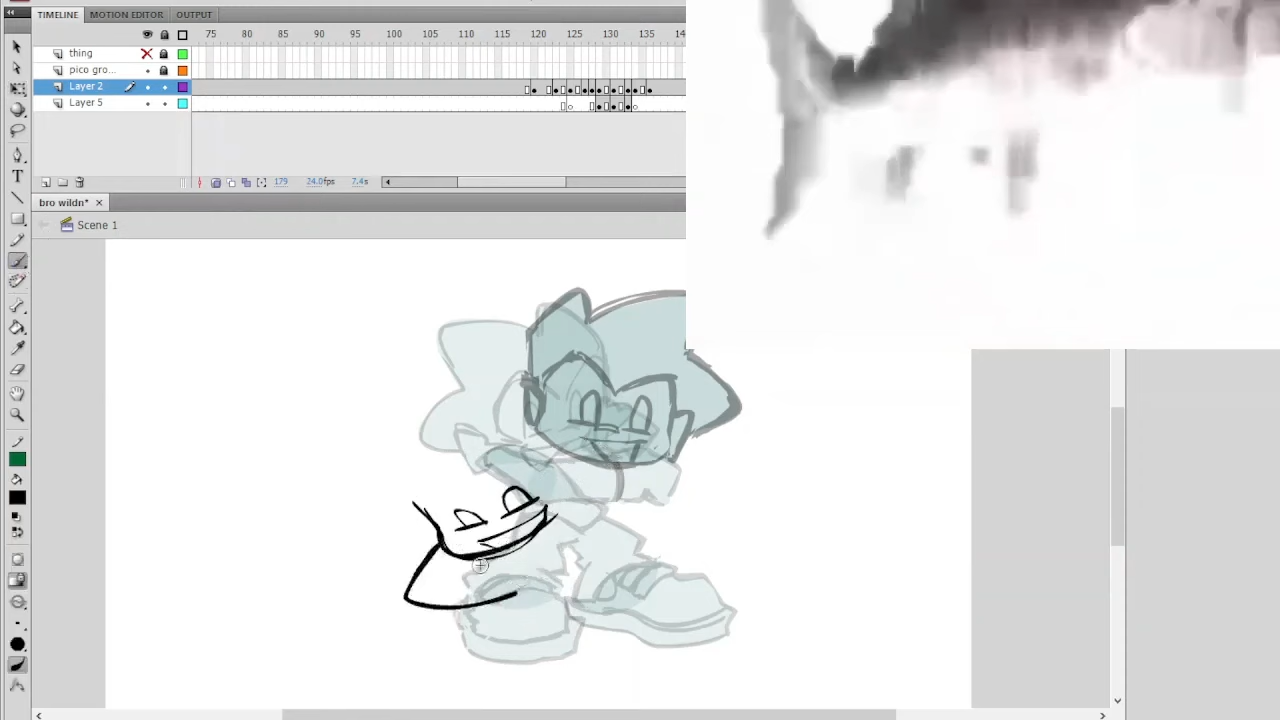 TIMELINE MOTION EDITOR OUTPUT
75 80 85 90 95 100 105 110 115 120 125 130 135 14
thing
pico gro...
Layer 2
Layer 5
179 24.0fps 7.4s
bro wildn* ×
Scene 1